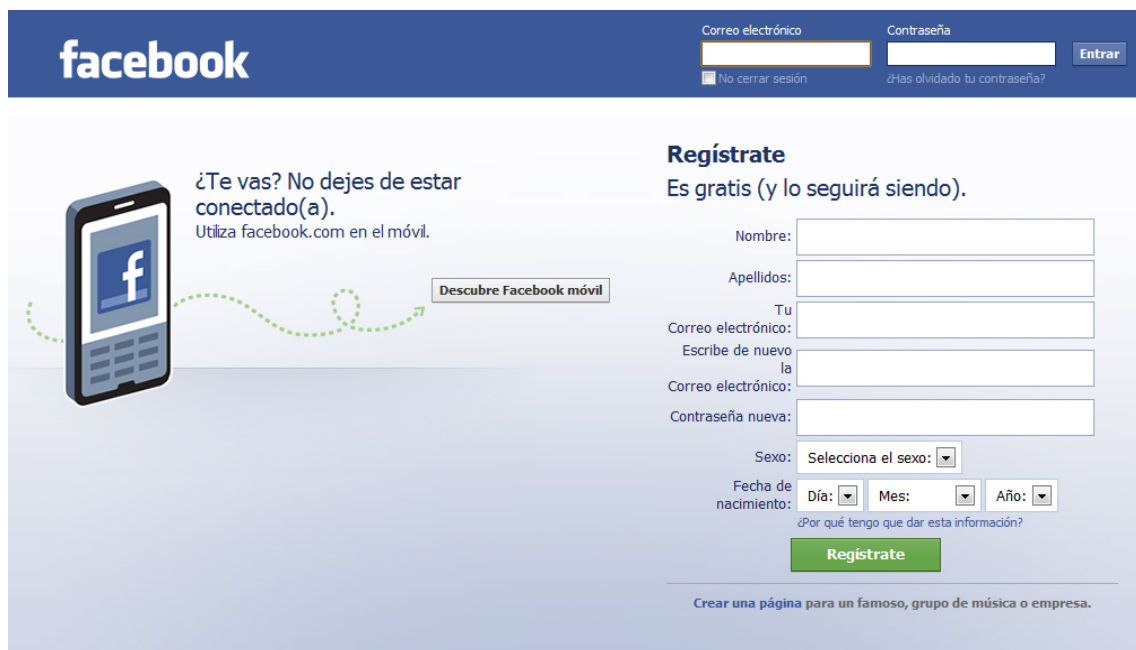 facebook
Correo electrónico
Contraseña
Entrar
No cerrar sesión
¿Has olvidado tu contraseña?
¿Te vas? No dejes de estar
conectado(a).
Utiliza facebook.com en el móvil.
f
Descubre Facebook móvil
Regístrate
Es gratis (y lo seguirá siendo).
Nombre:
Apellidos:
Tu
Correo electrónico:
Escribe de nuevo
la
Correo electrónico:
Contraseña nueva:
Sexo: Selecciona el sexo:
Fecha de
nacimiento:
Día: Mes: Año:
¿Por qué tengo que dar esta información?
Regístrate
Crear una página para un famoso, grupo de música o empresa.